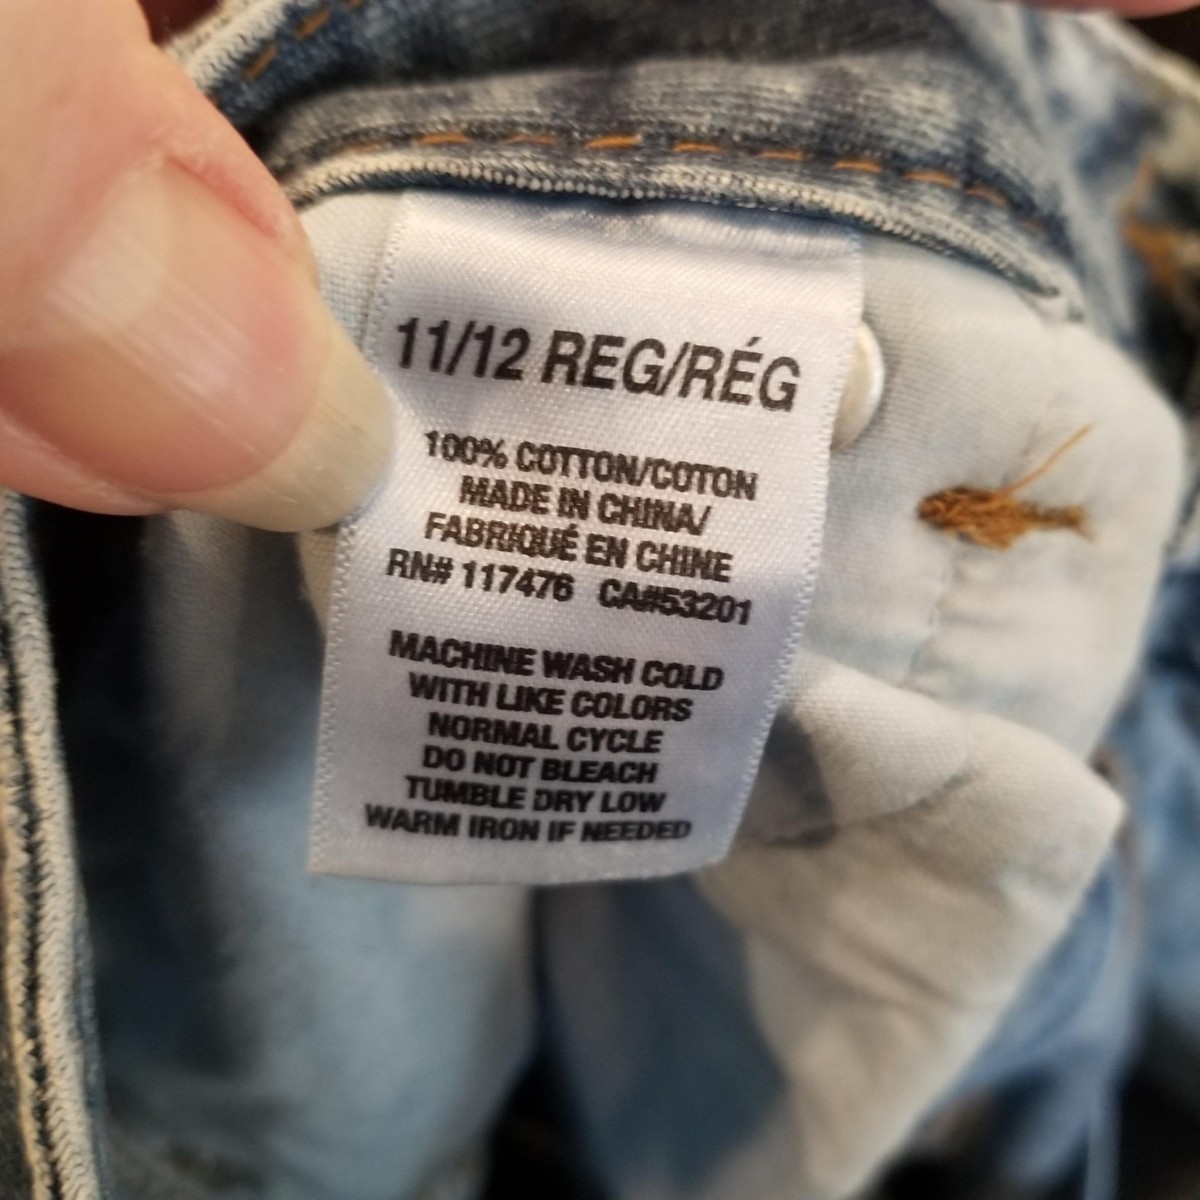 11/12 REG/RÉG
100% COTTON/COTON
MADE IN CHINA/
FABRIQUÉ EN CHINE
RN# 117476 CA#53201
MACHINE WASH COLD
WITH LIKE COLORS
NORMAL CYCLE
DO NOT BLEACH
TUMBLE DRY LOW
WARM IRON IF NEEDED